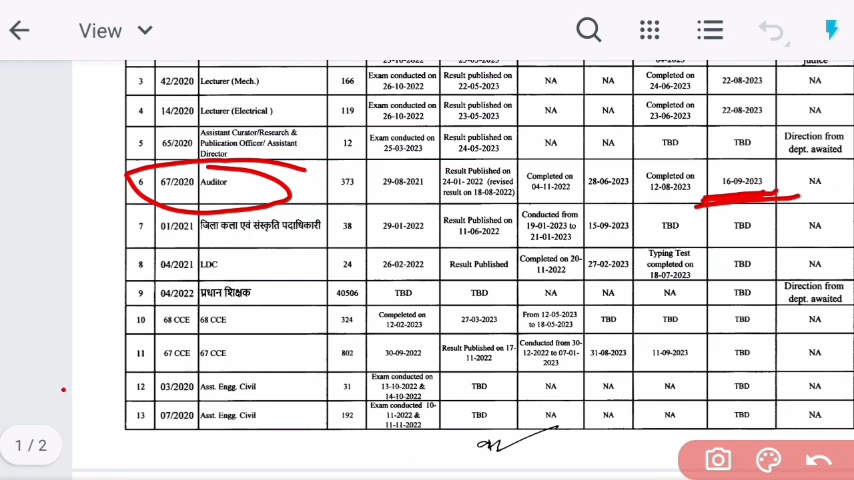 View
23-10-2022 23-05-2023 04-2023 judice
3 42/2020 Lecturer (Mech.) 166 Exam conducted on 26-10-2022 Result published on 22-05-2023 NA NA Completed on 24-06-2023 22-08-2023 NA
4 14/2020 Lecturer (Electrical ) 119 Exam conducted on 26-10-2022 Result published on 23-05-2023 NA NA Completed on 23-06-2023 22-08-2023 NA
5 65/2020 Assistant Curator/Research & Publication Officer/ Assistant Director 12 Exam conducted on 25-03-2023 Result published on 24-05-2023 NA NA TBD TBD Direction from dept. awaited
6 67/2020 Auditor 373 29-08-2021 Result Published on 24-01- 2022 (revised result on 18-08-2022) Completed on 04-11-2022 28-06-2023 Completed on 12-08-2023 16-09-2023 NA
7 01/2021 जिला कला एवं संस्कृति पदाधिकारी 38 29-01-2022 Result Published on 11-06-2022 Conducted from 19-01-2023 to 21-01-2023 15-09-2023 TBD TBD NA
8 04/2021 LDC 24 26-02-2022 Result Published Completed on 20-11-2022 27-02-2023 Typing Test completed on 18-07-2023 TBD NA
9 04/2022 प्रधान शिक्षक 40506 TBD TBD NA NA NA TBD Direction from dept. awaited
10 68 CCE 68 CCE 324 Compeleted on 12-02-2023 27-03-2023 From 12-05-2023 to 18-05-2023 TBD TBD TBD NA
11 67 CCE 67 CCE 802 30-09-2022 Result Published on 17-11-2022 Conducted from 30-12-2022 to 07-01-2023 31-08-2023 11-09-2023 TBD NA
12 03/2020 Asst. Engg. Civil 31 Exam conducted on 13-10-2022 & 14-10-2022 TBD NA NA NA TBD NA
13 07/2020 Asst. Engg. Civil 192 Exam conducted 10-11-2022 & 11-11-2022 TBD NA NA NA TBD NA
1 / 2